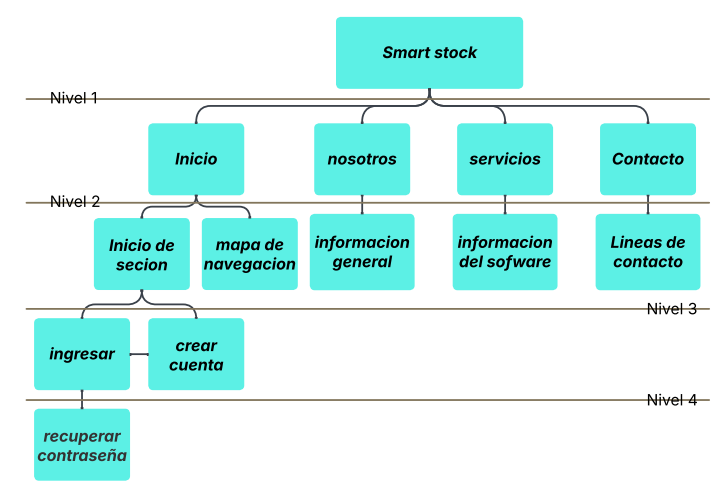 Smart stock
Nivel 1
Inicio
nosotros
servicios
Contacto
Nivel 2
Inicio de
secion
mapa de
navegacion
informacion
general
informacion
del sofware
Lineas de
contacto
Nivel 3
ingresar
crear
cuenta
Nivel 4
recuperar
contraseña